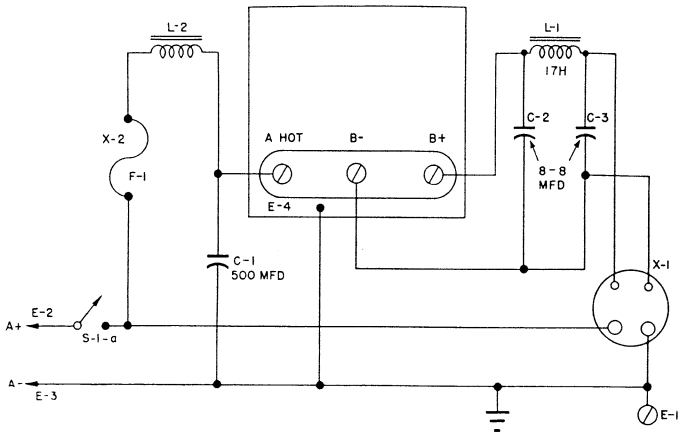 L-2
L-1
17H
X-2
F-1
A HOT
B-
B+
C-2
C-3
8-8
MFD
E-4
C-1
500 MFD
X-1
E-2
A+
S-1-a
A-
E-3
E-1